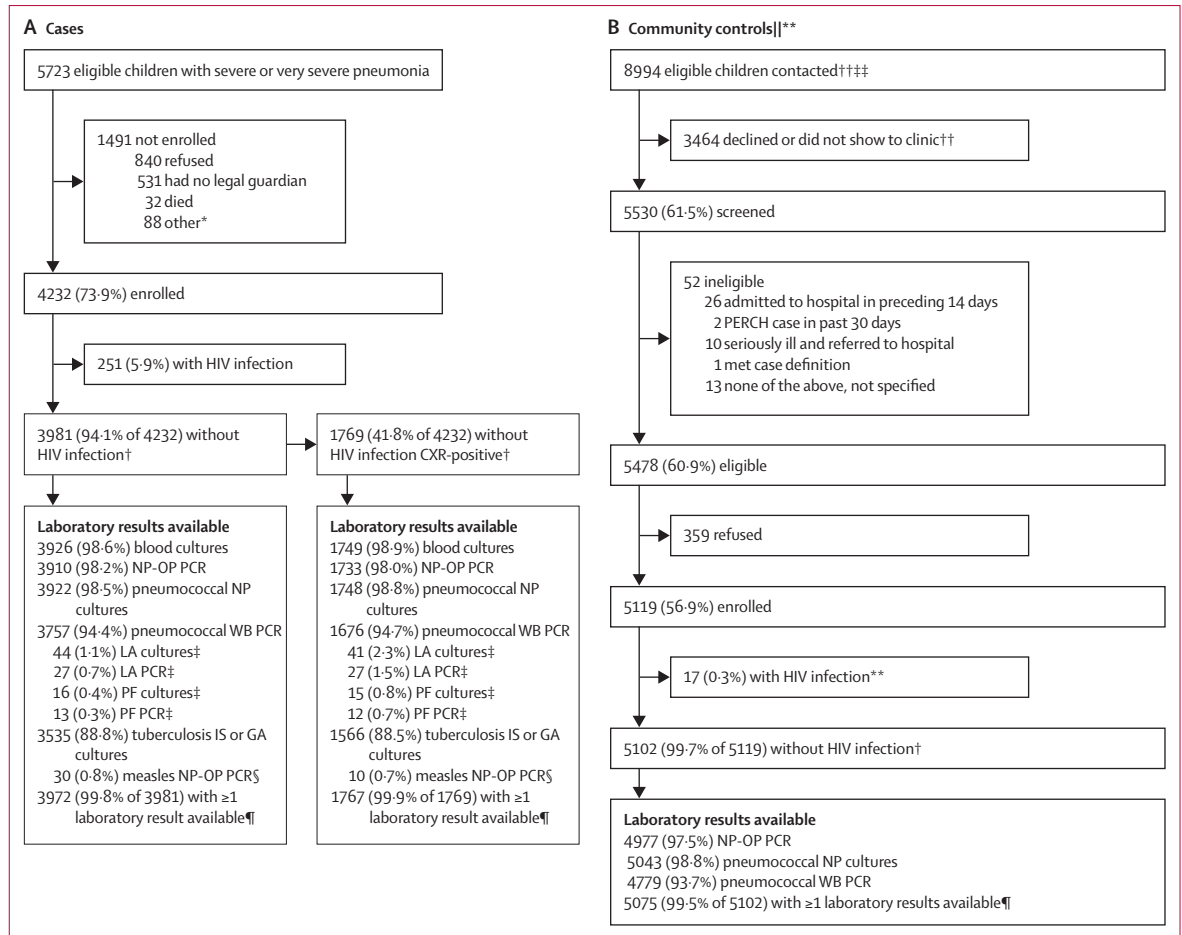 A Cases
5723 eligible children with severe or very severe pneumonia
1491 not enrolled
840 refused
531 had no legal guardian
32 died
88 other*
4232 (73·9%) enrolled
251 (5·9%) with HIV infection
3981 (94·1% of 4232) without
HIV infection†
1769 (41·8% of 4232) without
HIV infection CXR-positive†
Laboratory results available
3926 (98·6%) blood cultures
3910 (98·2%) NP-OP PCR
3922 (98·5%) pneumococcal NP
cultures
3757 (94·4%) pneumococcal WB PCR
44 (1·1%) LA cultures‡
27 (0·7%) LA PCR‡
16 (0·4%) PF cultures‡
13 (0·3%) PF PCR‡
3535 (88·8%) tuberculosis IS or GA
cultures
30 (0·8%) measles NP-OP PCR§
3972 (99·8% of 3981) with ≥1
laboratory result available¶
Laboratory results available
1749 (98·9%) blood cultures
1733 (98·0%) NP-OP PCR
1748 (98·8%) pneumococcal NP
cultures
1676 (94·7%) pneumococcal WB PCR
41 (2·3%) LA cultures‡
27 (1·5%) LA PCR‡
15 (0·8%) PF cultures‡
12 (0·7%) PF PCR‡
1566 (88·5%) tuberculosis IS or GA
cultures
10 (0·7%) measles NP-OP PCR§
1767 (99·9% of 1769) with ≥1
laboratory result available¶
B Community controls||**
8994 eligible children contacted††‡‡
3464 declined or did not show to clinic††
5530 (61·5%) screened
52 ineligible
26 admitted to hospital in preceding 14 days
2 PERCH case in past 30 days
10 seriously ill and referred to hospital
1 met case definition
13 none of the above, not specified
5478 (60·9%) eligible
359 refused
5119 (56·9%) enrolled
17 (0·3%) with HIV infection**
5102 (99·7% of 5119) without HIV infection†
Laboratory results available
4977 (97·5%) NP-OP PCR
5043 (98·8%) pneumococcal NP cultures
4779 (93·7%) pneumococcal WB PCR
5075 (99·5% of 5102) with ≥1 laboratory results available¶